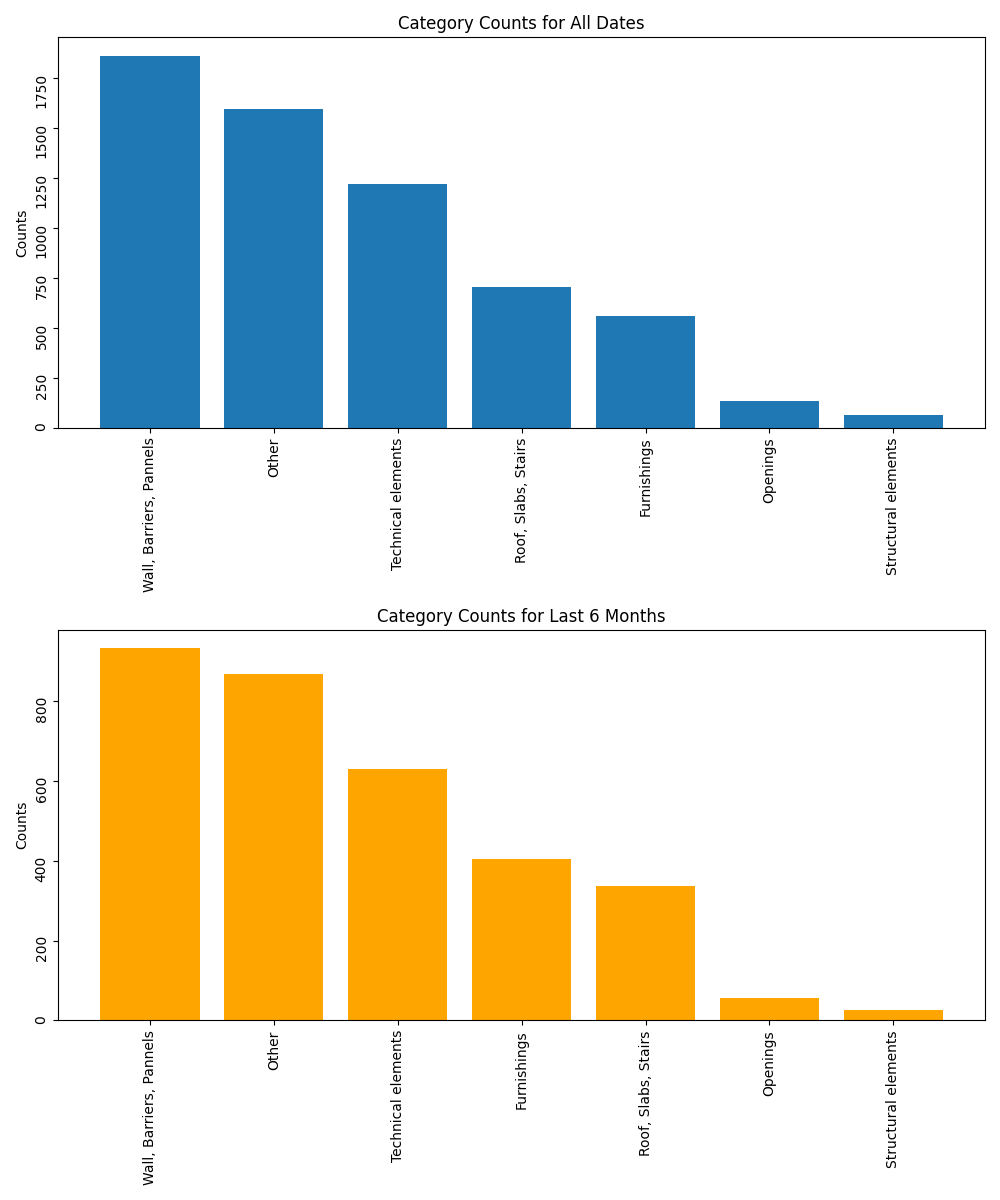 Category Counts for All Dates
Counts
1750
1500
1250
1000
750
500
250
0
Wall, Barriers, Pannels
Other
Technical elements
Roof, Slabs, Stairs
Furnishings
Openings
Structural elements
Category Counts for Last 6 Months
Counts
800
600
400
200
0
Wall, Barriers, Pannels
Other
Technical elements
Furnishings
Roof, Slabs, Stairs
Openings
Structural elements